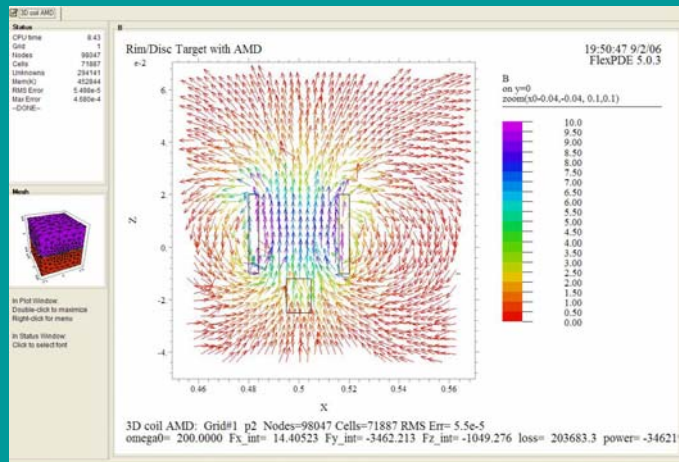 3D coil AMD
Status
B
CPU time 8:43
Grid 1
Nodes 98047
Cells 71887
Unknowns 294141
Mem(K) 452844
RMS Error 5.488e-5
Max Error 4.680e-4
--DONE--
Mesh
In Plot Window:
Double-click to maximize
Right-click for menu
In Status Window:
Click to select font
Rim/Disc Target with AMD
19:50:47 9/2/06
FlexPDE 5.0.3
e-2
6.
4.
2.
0.
-2.
-4.
Z
0.46 0.48 0.5 0.52 0.54 0.56
X
B
on y=0
zoom(x0-0.04,-0.04, 0.1,0.1)
10.0
9.50
9.00
8.50
8.00
7.50
7.00
6.50
6.00
5.50
5.00
4.50
4.00
3.50
3.00
2.50
2.00
1.50
1.00
0.50
0.00
3D coil AMD: Grid#1 p2 Nodes=98047 Cells=71887 RMS Err= 5.5e-5
omega0= 200.0000 Fx_int= 14.40523 Fy_int= -3462.213 Fz_int= -1049.276 loss= 203683.3 power= -34621